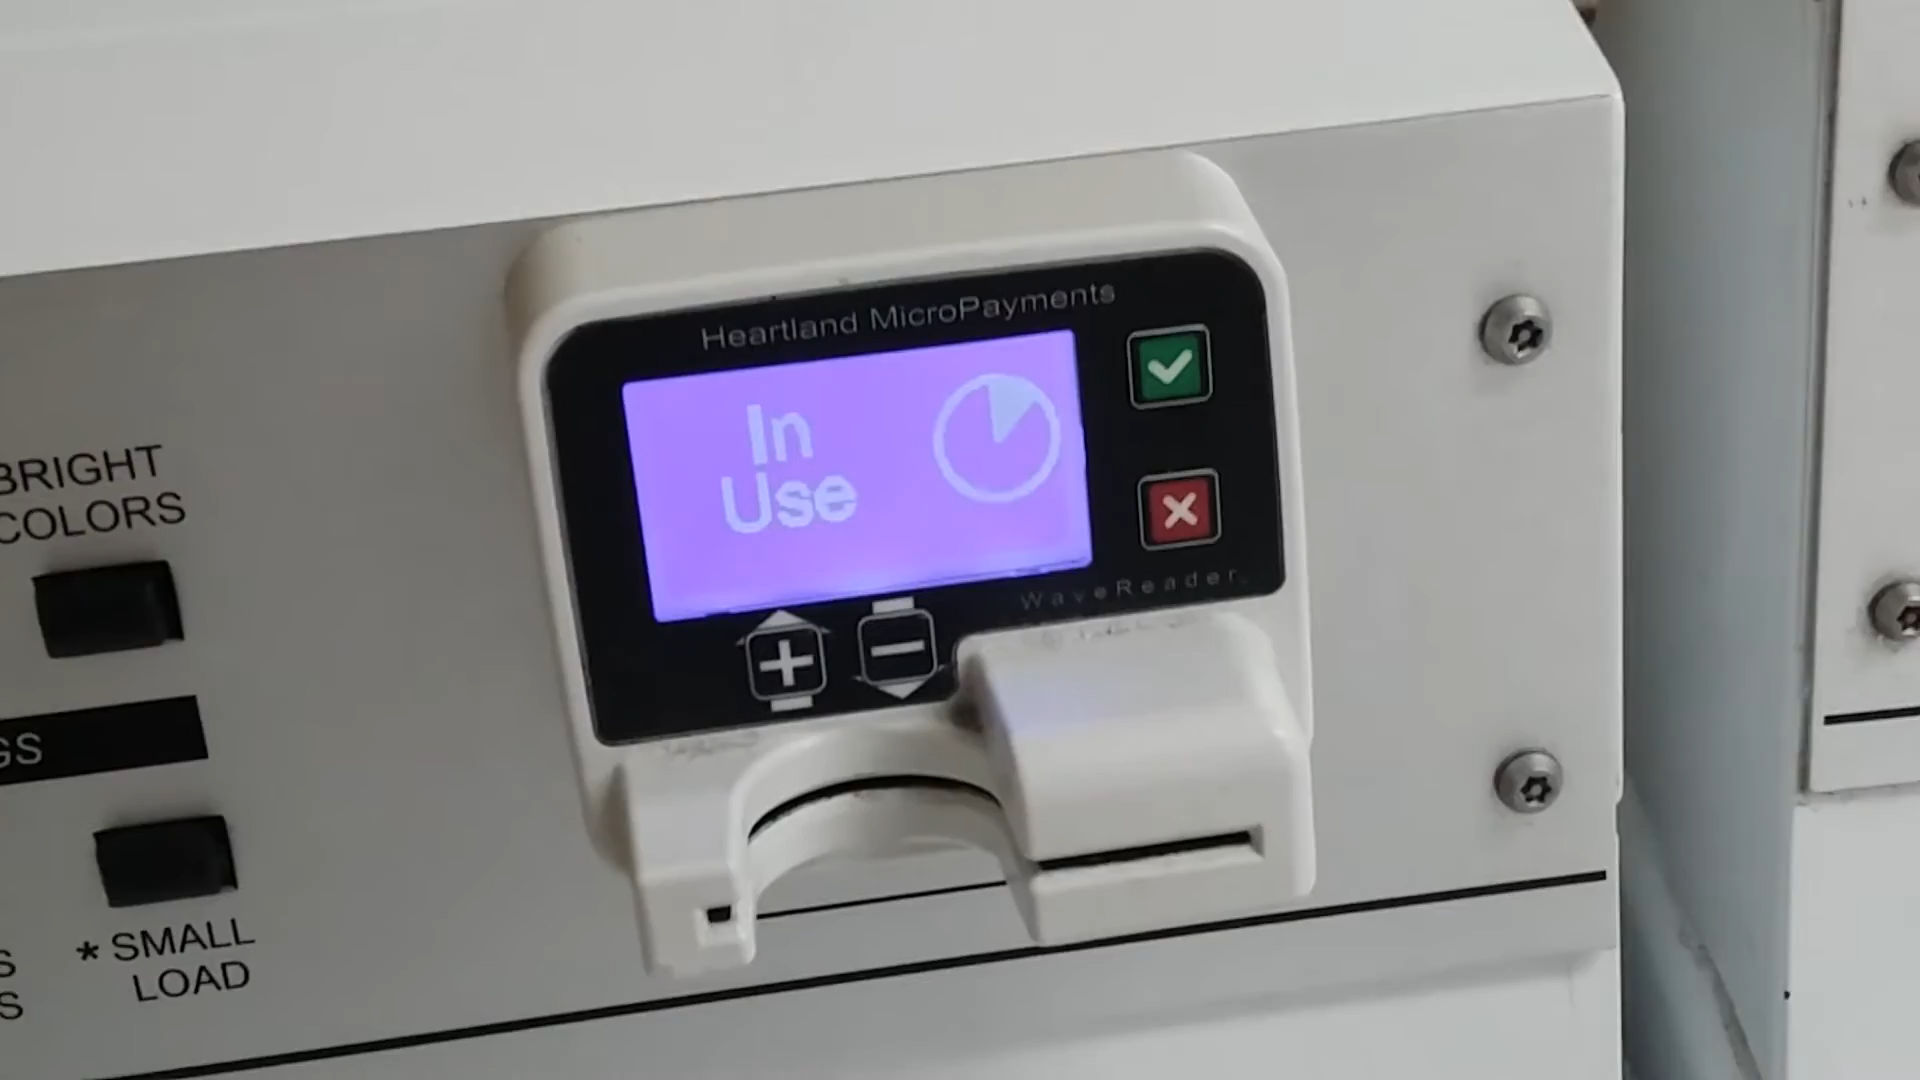 Heartland MicroPayments
In
Use
WaveReader
BRIGHT
COLORS
GS
* SMALL
LOAD
S
S